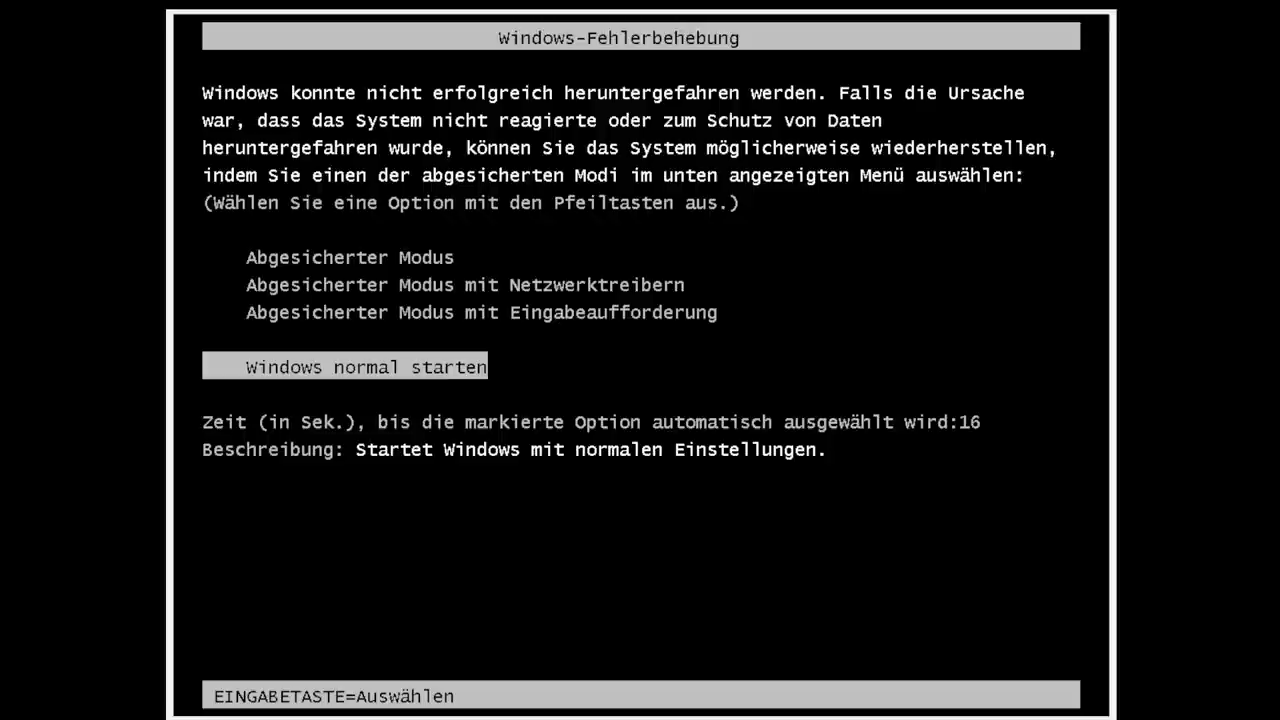 Windows-Fehlerbehebung
Windows konnte nicht erfolgreich heruntergefahren werden. Falls die Ursache
war, dass das System nicht reagierte oder zum Schutz von Daten
heruntergefahren wurde, können Sie das System möglicherweise wiederherstellen,
indem Sie einen der abgesicherten Modi im unten angezeigten Menü auswählen:
(Wählen Sie eine Option mit den Pfeiltasten aus.)
Abgesicherter Modus
Abgesicherter Modus mit Netzwerktreibern
Abgesicherter Modus mit Eingabeaufforderung
Windows normal starten
Zeit (in Sek.), bis die markierte Option automatisch ausgewählt wird:16
Beschreibung: Startet Windows mit normalen Einstellungen.
EINGABETASTE=Auswählen